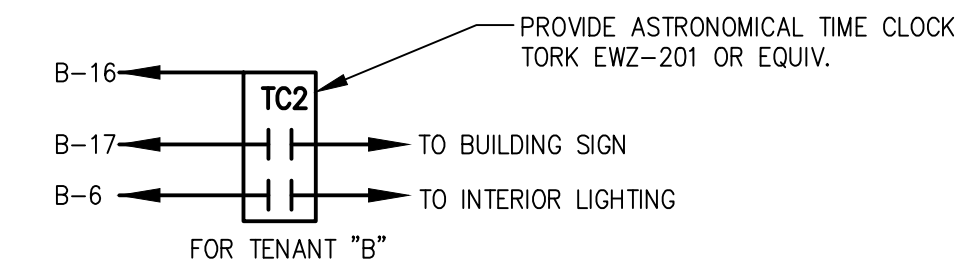 PROVIDE ASTRONOMICAL TIME CLOCK
TORK EWZ-201 OR EQUIV.
B-16
TC2
B-17
TO BUILDING SIGN
B-6
TO INTERIOR LIGHTING
FOR TENANT "B"